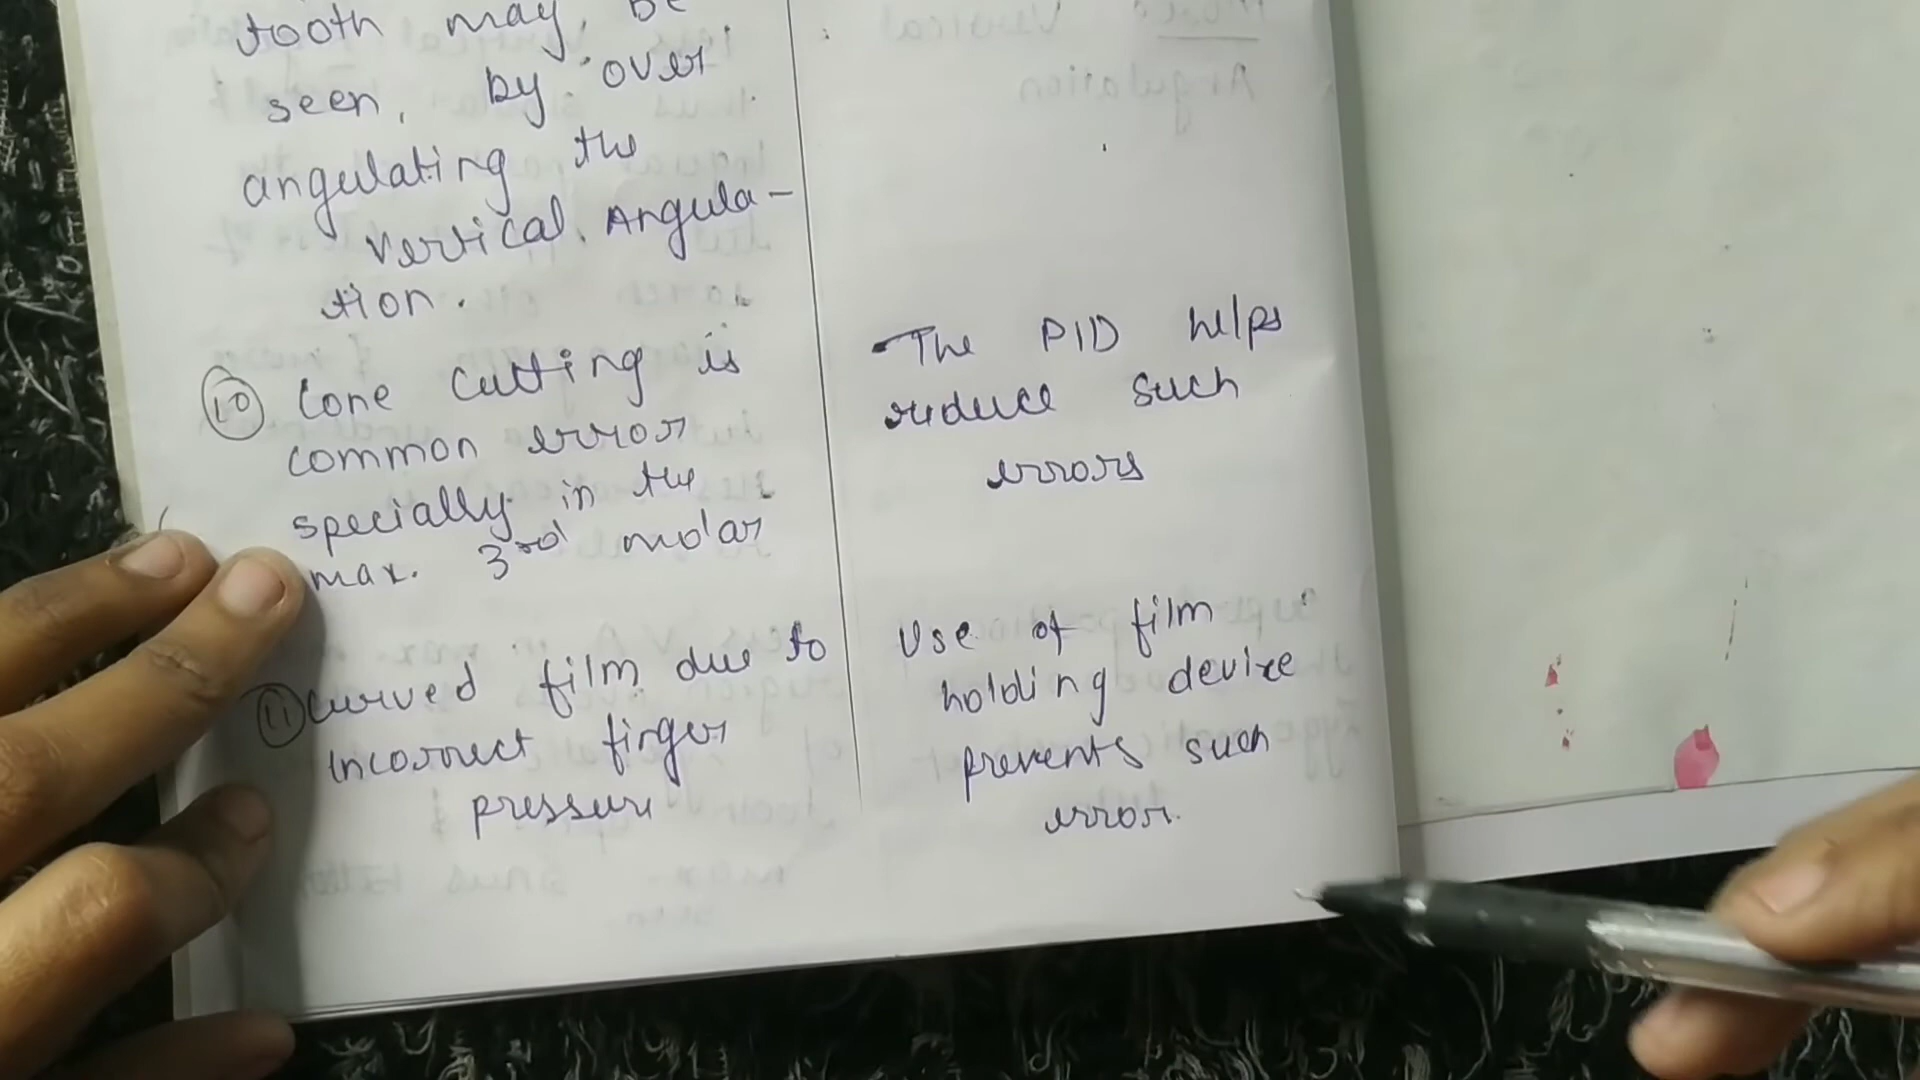 tooth may be
seen, by over
angulating the
vertical Angula-
tion.
(10) Cone Cutting is
common error
specially in the
max. 3rd molar
(11) Curved film due to
incorrect finger
pressure
- The PID helps
reduce such
errors
Use of film
holding device
prevents such
error.